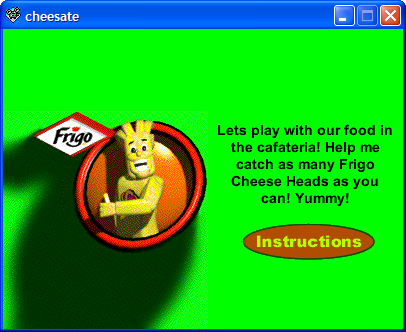 cheesate
Frigo
Lets play with our food in
the cafateria! Help me
catch as many Frigo
Cheese Heads as you
can! Yummy!
Instructions